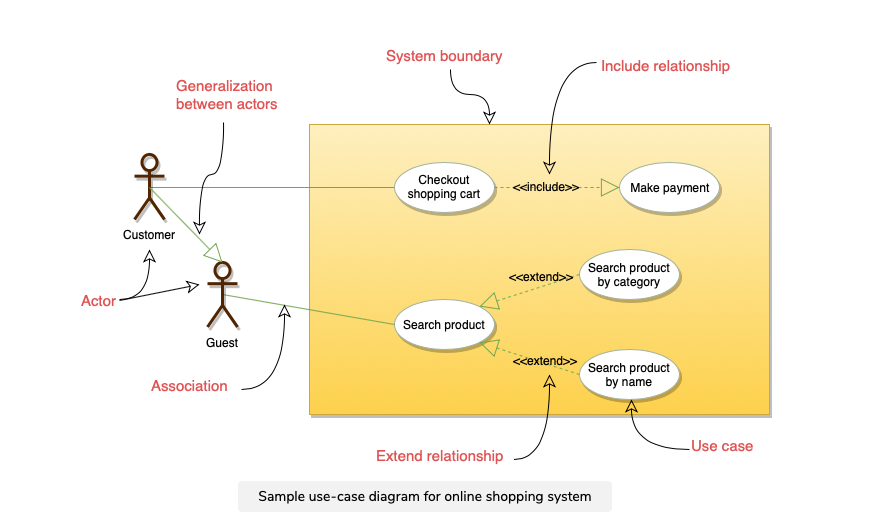 System boundary
Include relationship
Generalization
between actors
Checkout
shopping cart
<<include>>
Make payment
Customer
<<extend>>
Search product
by category
Actor
Search product
Guest
<<extend>>
Search product
by name
Association
Extend relationship
Use case
Sample use-case diagram for online shopping system